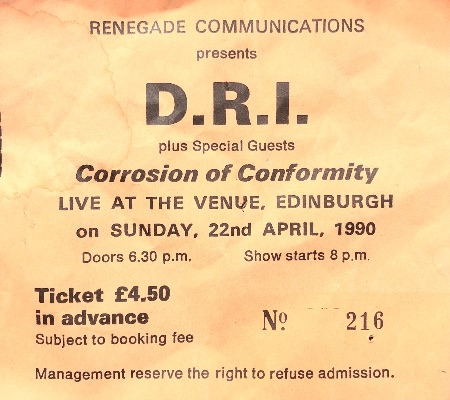 RENEGADE COMMUNICATIONS
presents
D.R.I.
plus Special Guests
Corrosion of Conformity
LIVE AT THE VENUE, EDINBURGH
on SUNDAY, 22nd APRIL, 1990
Doors 6.30 p.m. Show starts 8 p.m.
Ticket £4.50
in advance
Subject to booking fee
Nº 216
Management reserve the right to refuse admission.